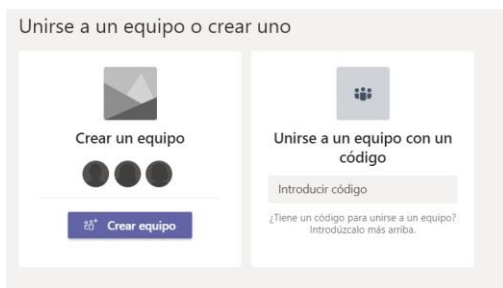 Unirse a un equipo o crear uno
Crear un equipo
Crear equipo
Unirse a un equipo con un
código
Introducir código
¿Tiene un código para unirse a un equipo?
Introdúzcalo más arriba.